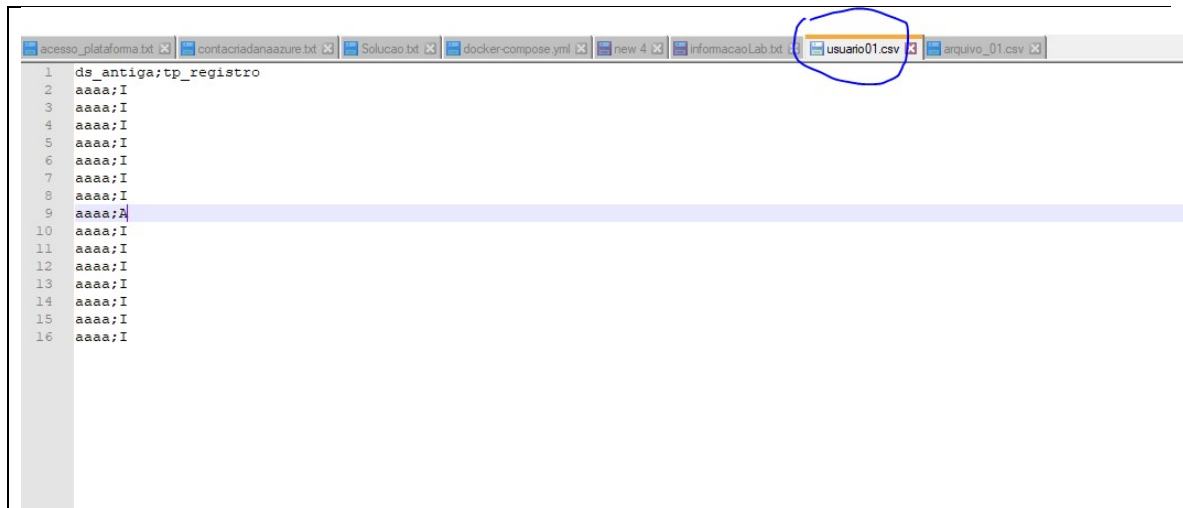 acesso_plataforma.txt contacriadanaazure.txt Solucao.txt docker-compose.yml new 4 informacaoLab.txt usuario01.csv arquivo_01.csv
1 ds_antiga;tp_registro
2 aaaa;I
3 aaaa;I
4 aaaa;I
5 aaaa;I
6 aaaa;I
7 aaaa;I
8 aaaa;I
9 aaaa;A
10 aaaa;I
11 aaaa;I
12 aaaa;I
13 aaaa;I
14 aaaa;I
15 aaaa;I
16 aaaa;I